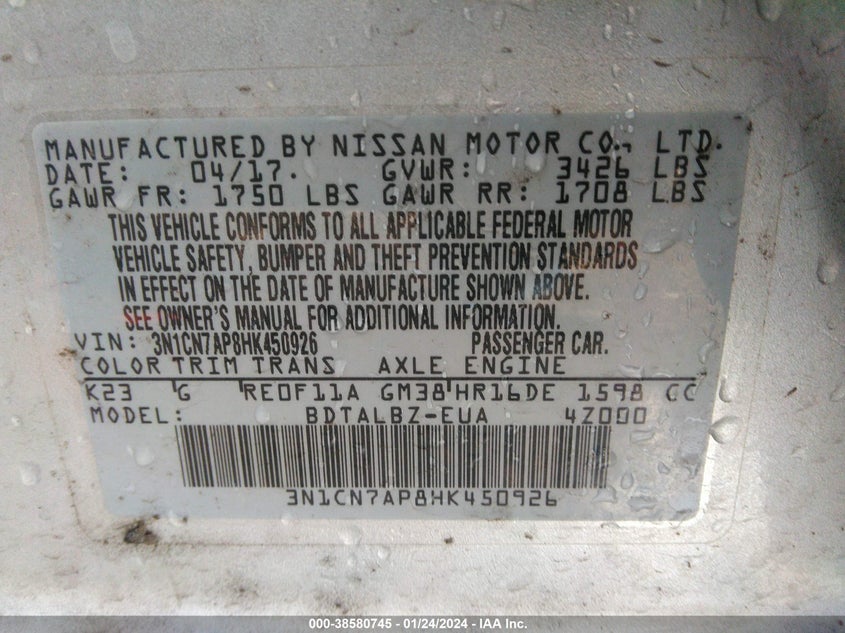 MANUFACTURED BY NISSAN MOTOR CO., LTD.
DATE: 04/17. GVWR: 3426 LBS
GAWR FR: 1750 LBS GAWR RR: 1708 LBS
THIS VEHICLE CONFORMS TO ALL APPLICABLE FEDERAL MOTOR
VEHICLE SAFETY, BUMPER AND THEFT PREVENTION STANDARDS
IN EFFECT ON THE DATE OF MANUFACTURE SHOWN ABOVE.
SEE OWNER'S MANUAL FOR ADDITIONAL INFORMATION.
VIN: 3N1CN7AP8HK450926 PASSENGER CAR.
COLOR TRIM TRANS AXLE ENGINE
K23 G RE0F11A GM38 HR16DE 1598 CC
MODEL: BDTALBZ-EUA 4Z000
3N1CN7AP8HK450926
000-38580745 / 01/24/2024 - IAA Inc.